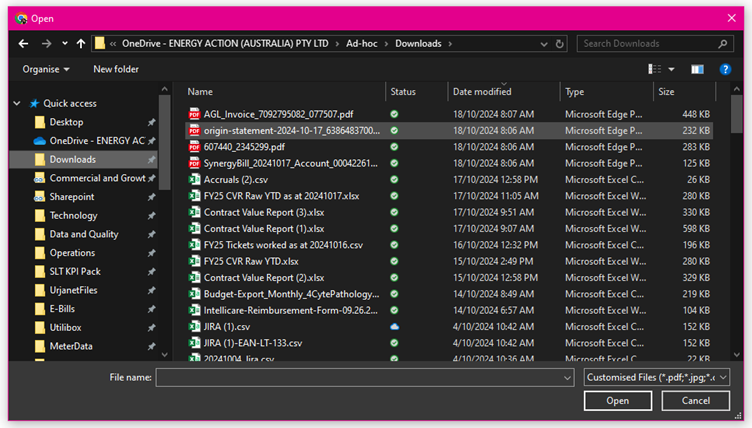 Open
« OneDrive - ENERGY ACTION (AUSTRALIA) PTY LTD > Ad-hoc > Downloads >
Search Downloads
Organise
New folder
Name Status Date modified Type Size
Quick access
Desktop
OneDrive - ENERGY AC
Downloads
Commercial and Growt
Sharepoint
Technology
Data and Quality
Operations
SLT KPI Pack
UrjanetFiles
E-Bills
Utilibox
MeterData
AGL_Invoice_7092795082_077507.pdf 18/10/2024 8:07 AM Microsoft Edge P... 448 KB
origin-statement-2024-10-17_6386483700... 18/10/2024 8:06 AM Microsoft Edge P... 232 KB
607440_2345299.pdf 18/10/2024 8:06 AM Microsoft Edge P... 283 KB
SynergyBill_20241017_Account_00042261... 18/10/2024 8:06 AM Microsoft Edge P... 125 KB
Accruals (2).csv 17/10/2024 12:58 PM Microsoft Excel C... 26 KB
FY25 CVR Raw YTD as at 20241017.xlsx 17/10/2024 11:05 AM Microsoft Excel W... 280 KB
Contract Value Report (3).xlsx 17/10/2024 9:51 AM Microsoft Excel W... 330 KB
Contract Value Report (1).xlsx 17/10/2024 9:07 AM Microsoft Excel W... 598 KB
FY25 Tickets worked as at 20241016.csv 16/10/2024 12:32 PM Microsoft Excel C... 196 KB
FY25 CVR Raw YTD.xlsx 15/10/2024 2:49 PM Microsoft Excel W... 280 KB
Contract Value Report (2).xlsx 15/10/2024 12:58 PM Microsoft Excel W... 329 KB
Budget-Export_Monthly_4CytePathology... 14/10/2024 8:49 AM Microsoft Excel C... 219 KB
Intellicare-Reimbursement-Form-09.26.2... 14/10/2024 6:57 AM Microsoft Excel W... 104 KB
JIRA (1).csv 4/10/2024 10:42 AM Microsoft Excel C... 152 KB
JIRA (1)-EAN-LT-133.csv 4/10/2024 10:42 AM Microsoft Excel C... 152 KB
20241004_Jira.csv 4/10/2024 10:36 AM Microsoft Excel C... 22 KB
File name:
Customised Files (*.pdf;*.jpg;*.c
Open
Cancel